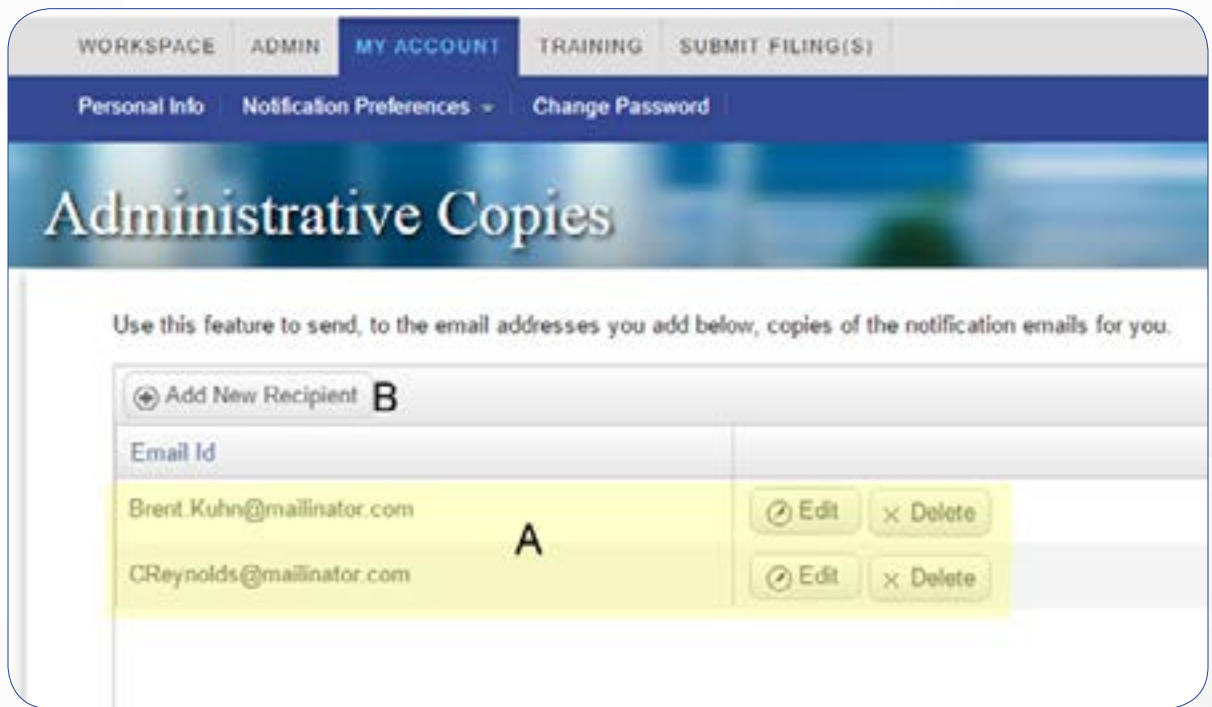 WORKSPACE ADMIN MY ACCOUNT TRAINING SUBMIT FILING(S)
Personal Info Notification Preferences Change Password
Administrative Copies
Use this feature to send, to the email addresses you add below, copies of the notification emails for you.
Add New Recipient B
Email Id
Brent.Kuhn@mailinator.com Edit Delete
A
CReynolds@mailinator.com Edit Delete